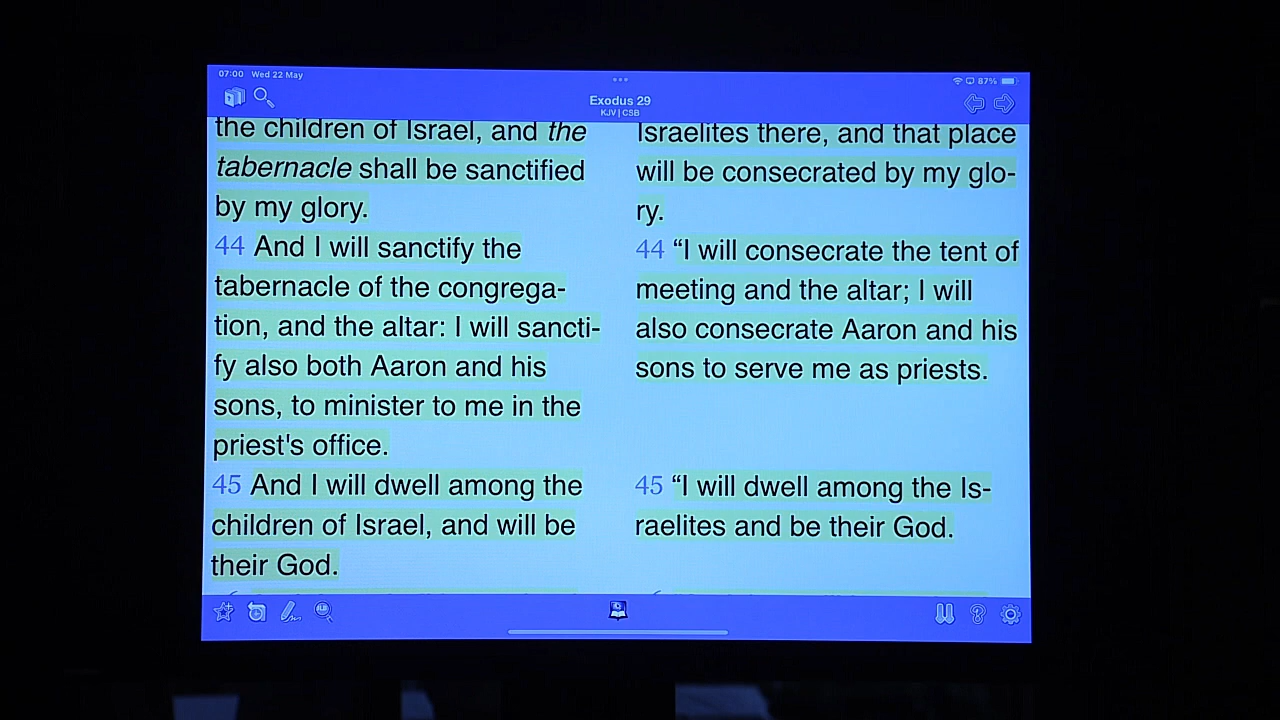 07:00 Wed 22 May
87%
Exodus 29
KJV | CSB
the children of Israel, and the
tabernacle shall be sanctified
by my glory.
44 And I will sanctify the
tabernacle of the congrega-
tion, and the altar: I will sancti-
fy also both Aaron and his
sons, to minister to me in the
priest's office.
45 And I will dwell among the
children of Israel, and will be
their God.
Israelites there, and that place
will be consecrated by my glo-
ry.
44 “I will consecrate the tent of
meeting and the altar; I will
also consecrate Aaron and his
sons to serve me as priests.
45 “I will dwell among the Is-
raelites and be their God.